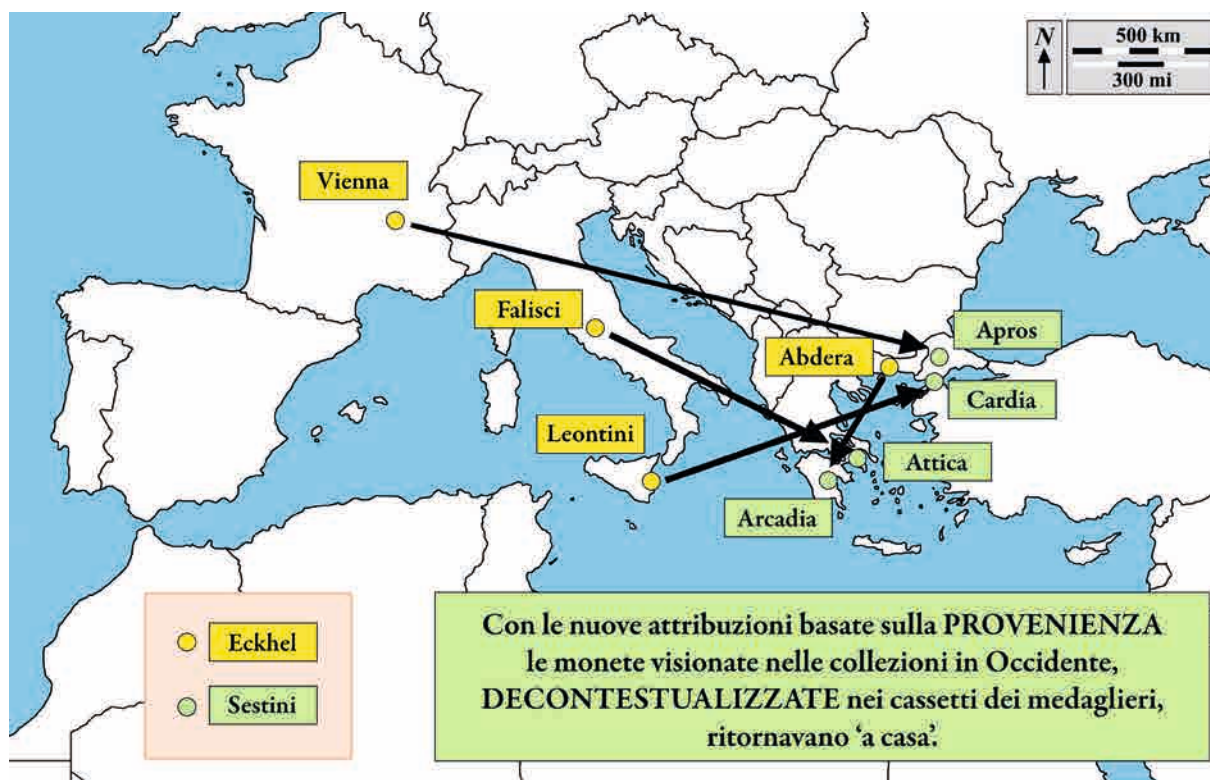 N
500 km
300 mi
Vienna
Falisci
Apros
Abdera
Cardia
Leontini
Attica
Arcadia
Eckhel
Sestini
Con le nuove attribuzioni basate sulla PROVENIENZA
le monete visionate nelle collezioni in Occidente,
DECONTESTUALIZZATE nei cassetti dei medaglieri,
ritornavano ‘a casa’.